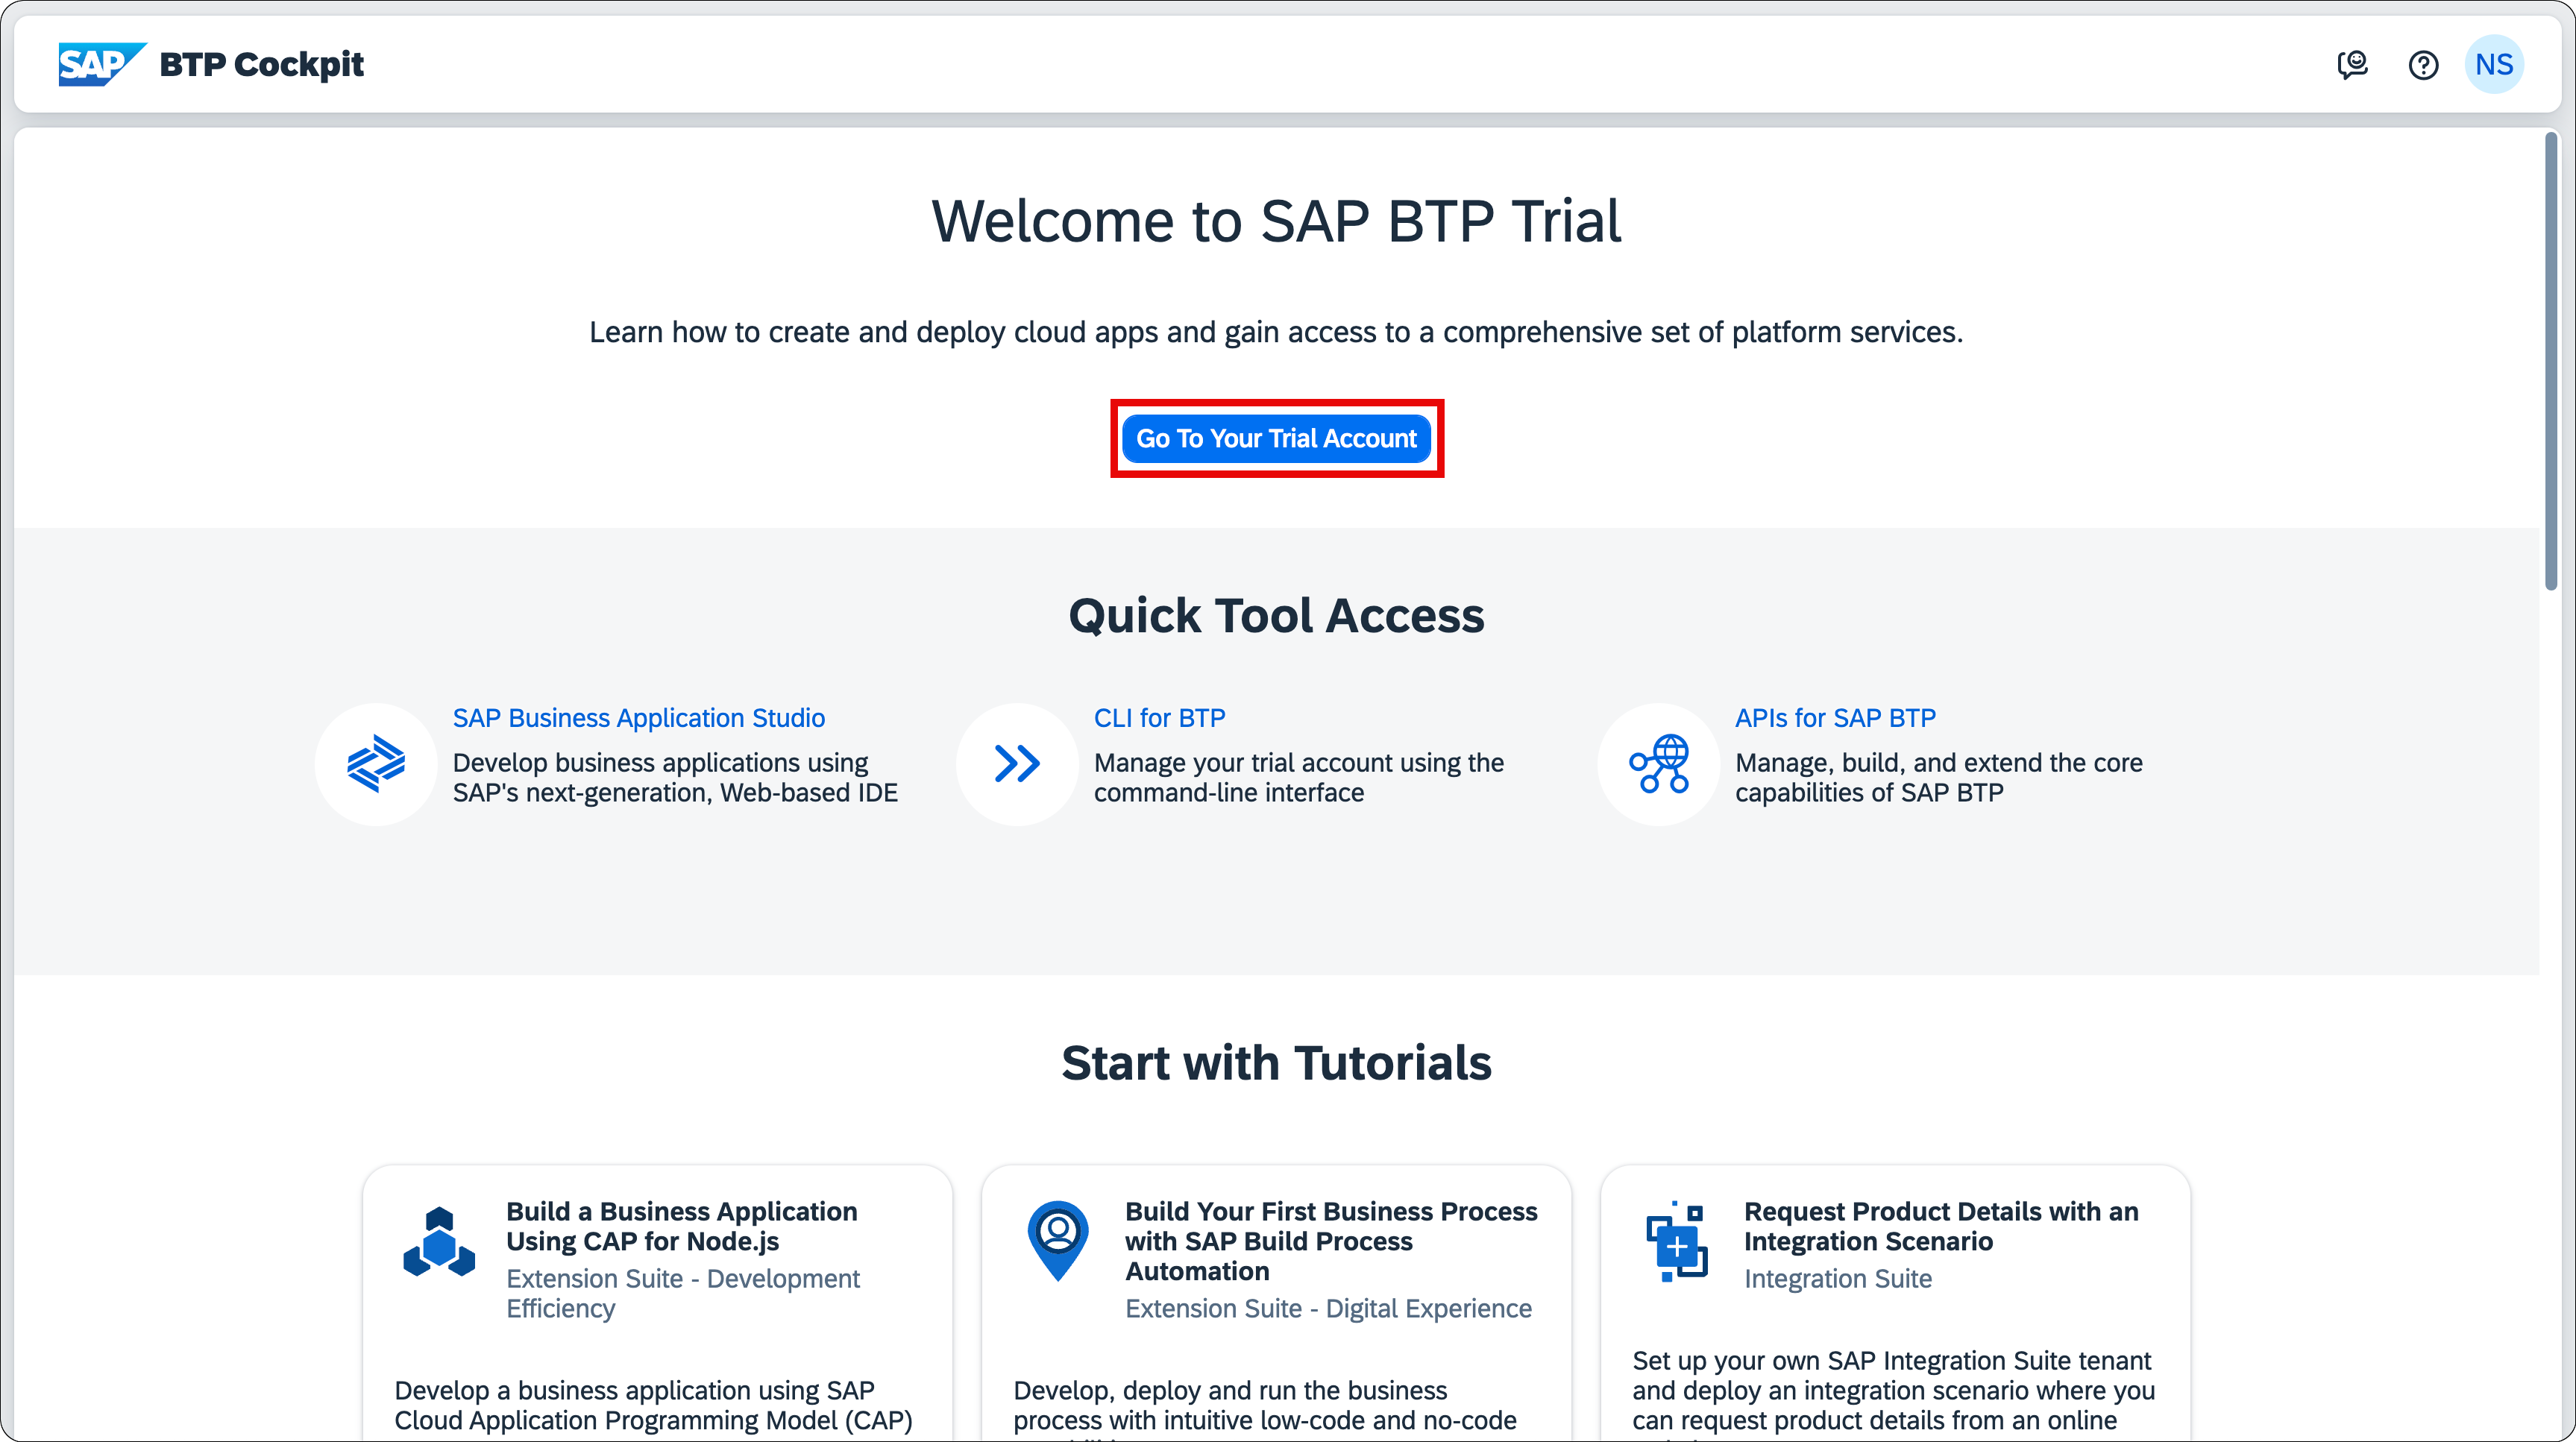 SAP BTP Cockpit
NS
Welcome to SAP BTP Trial
Learn how to create and deploy cloud apps and gain access to a comprehensive set of platform services.
Go To Your Trial Account
Quick Tool Access
SAP Business Application Studio
Develop business applications using
SAP's next-generation, Web-based IDE
CLI for BTP
Manage your trial account using the
command-line interface
APIs for SAP BTP
Manage, build, and extend the core
capabilities of SAP BTP
Start with Tutorials
Build a Business Application
Using CAP for Node.js
Extension Suite - Development
Efficiency
Develop a business application using SAP
Cloud Application Programming Model (CAP)
Build Your First Business Process
with SAP Build Process
Automation
Extension Suite - Digital Experience
Develop, deploy and run the business
process with intuitive low-code and no-code
Request Product Details with an
Integration Scenario
Integration Suite
Set up your own SAP Integration Suite tenant
and deploy an integration scenario where you
can request product details from an online